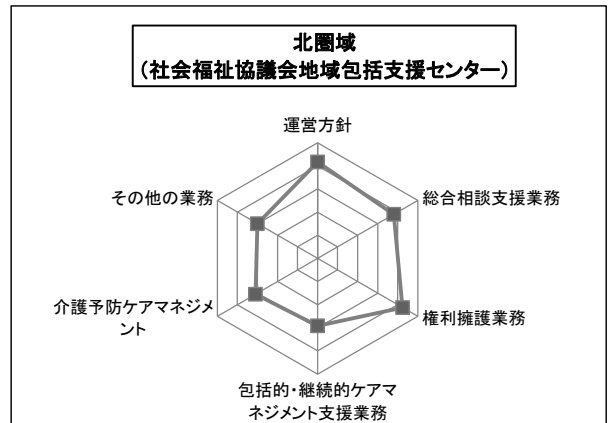 北圏域
（社会福祉協議会地域包括支援センター）
運営方針
その他の業務
総合相談支援業務
介護予防ケアマネジメ
ント
権利擁護業務
包括的・継続的ケアマ
ネジメント支援業務